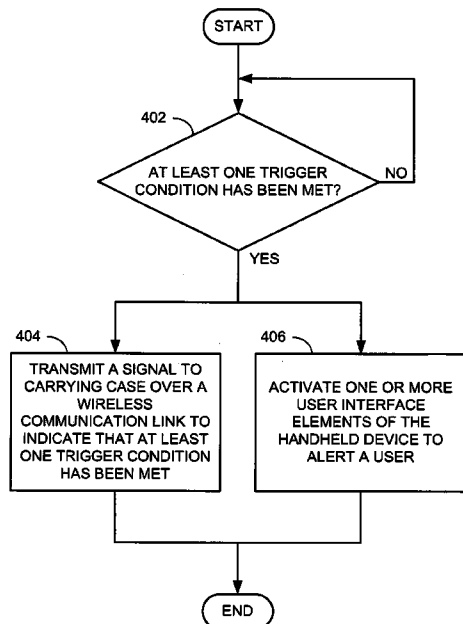 START
402
AT LEAST ONE TRIGGER
CONDITION HAS BEEN MET?
NO
YES
404
TRANSMIT A SIGNAL TO
CARRYING CASE OVER A
WIRELESS
COMMUNICATION LINK TO
INDICATE THAT AT LEAST
ONE TRIGGER CONDITION
HAS BEEN MET
406
ACTIVATE ONE OR MORE
USER INTERFACE
ELEMENTS OF THE
HANDHELD DEVICE TO
ALERT A USER
END